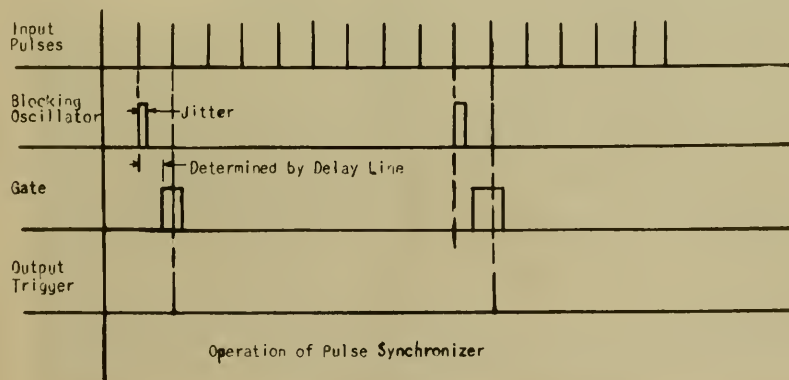 Input
Pulses
Blocking
Oscillator
Jitter
Determined by Delay Line
Gate
Output
Trigger
Operation of Pulse Synchronizer